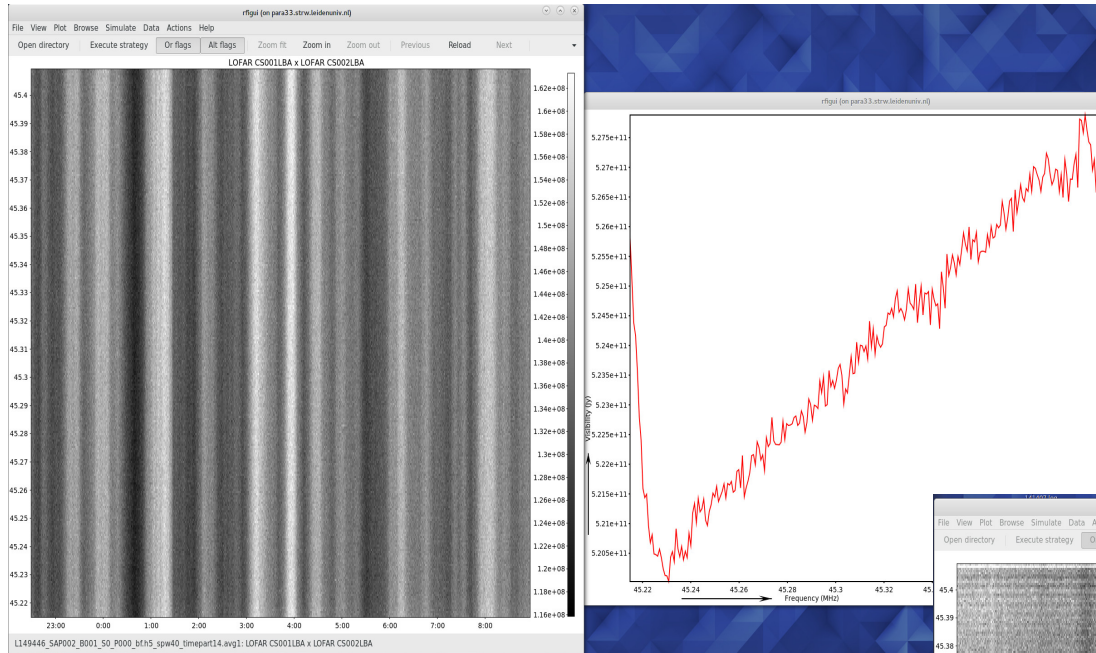 rfigui (on para33.strw.leidenuniv.nl)
File View Plot Browse Simulate Data Actions Help
Open directory Execute strategy Or flags Alt flags Zoom fit Zoom in Zoom out Previous Reload Next
LOFAR CS001LBA x LOFAR CS002LBA
45.4
45.39
45.38
45.37
45.36
45.35
45.34
45.33
45.32
45.31
45.3
45.29
45.28
45.27
45.26
45.25
45.24
45.23
45.22
1.62e+08
1.6e+08
1.58e+08
1.56e+08
1.54e+08
1.52e+08
1.5e+08
1.48e+08
1.46e+08
1.44e+08
1.42e+08
1.4e+08
1.38e+08
1.36e+08
1.34e+08
1.32e+08
1.3e+08
1.28e+08
1.26e+08
1.24e+08
1.22e+08
1.2e+08
1.18e+08
1.16e+08
23:00 0:00 1:00 2:00 3:00 4:00 5:00 6:00 7:00 8:00
L149446_SAP002_B001_S0_P000_bf.h5_spw40_timepart14.avg1: LOFAR CS001LBA x LOFAR CS002LBA
rfigui (on para33.strw.leidenuniv.nl)
5.275e+11
5.27e+11
5.265e+11
5.26e+11
5.255e+11
5.25e+11
5.245e+11
5.24e+11
5.235e+11
5.23e+11
5.225e+11
5.22e+11
5.215e+11
5.21e+11
5.205e+11
Visibility (Jy)
45.22 45.24 45.26 45.28 45.3 45.32
Frequency (MHz)
File View Plot Browse Simulate Data
Open directory Execute strategy
45.4
45.39
45.38